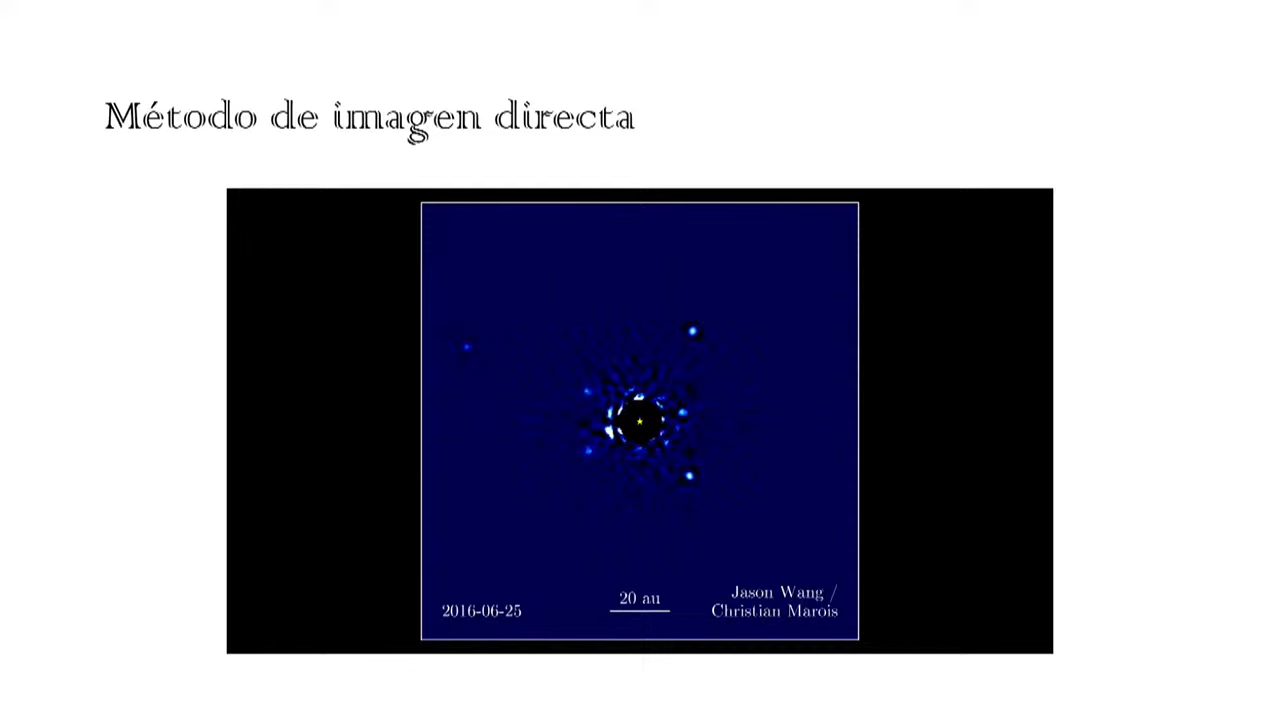 Método de imagen directa
20 au
Jason Wang /
2016-06-25
Christian Marois